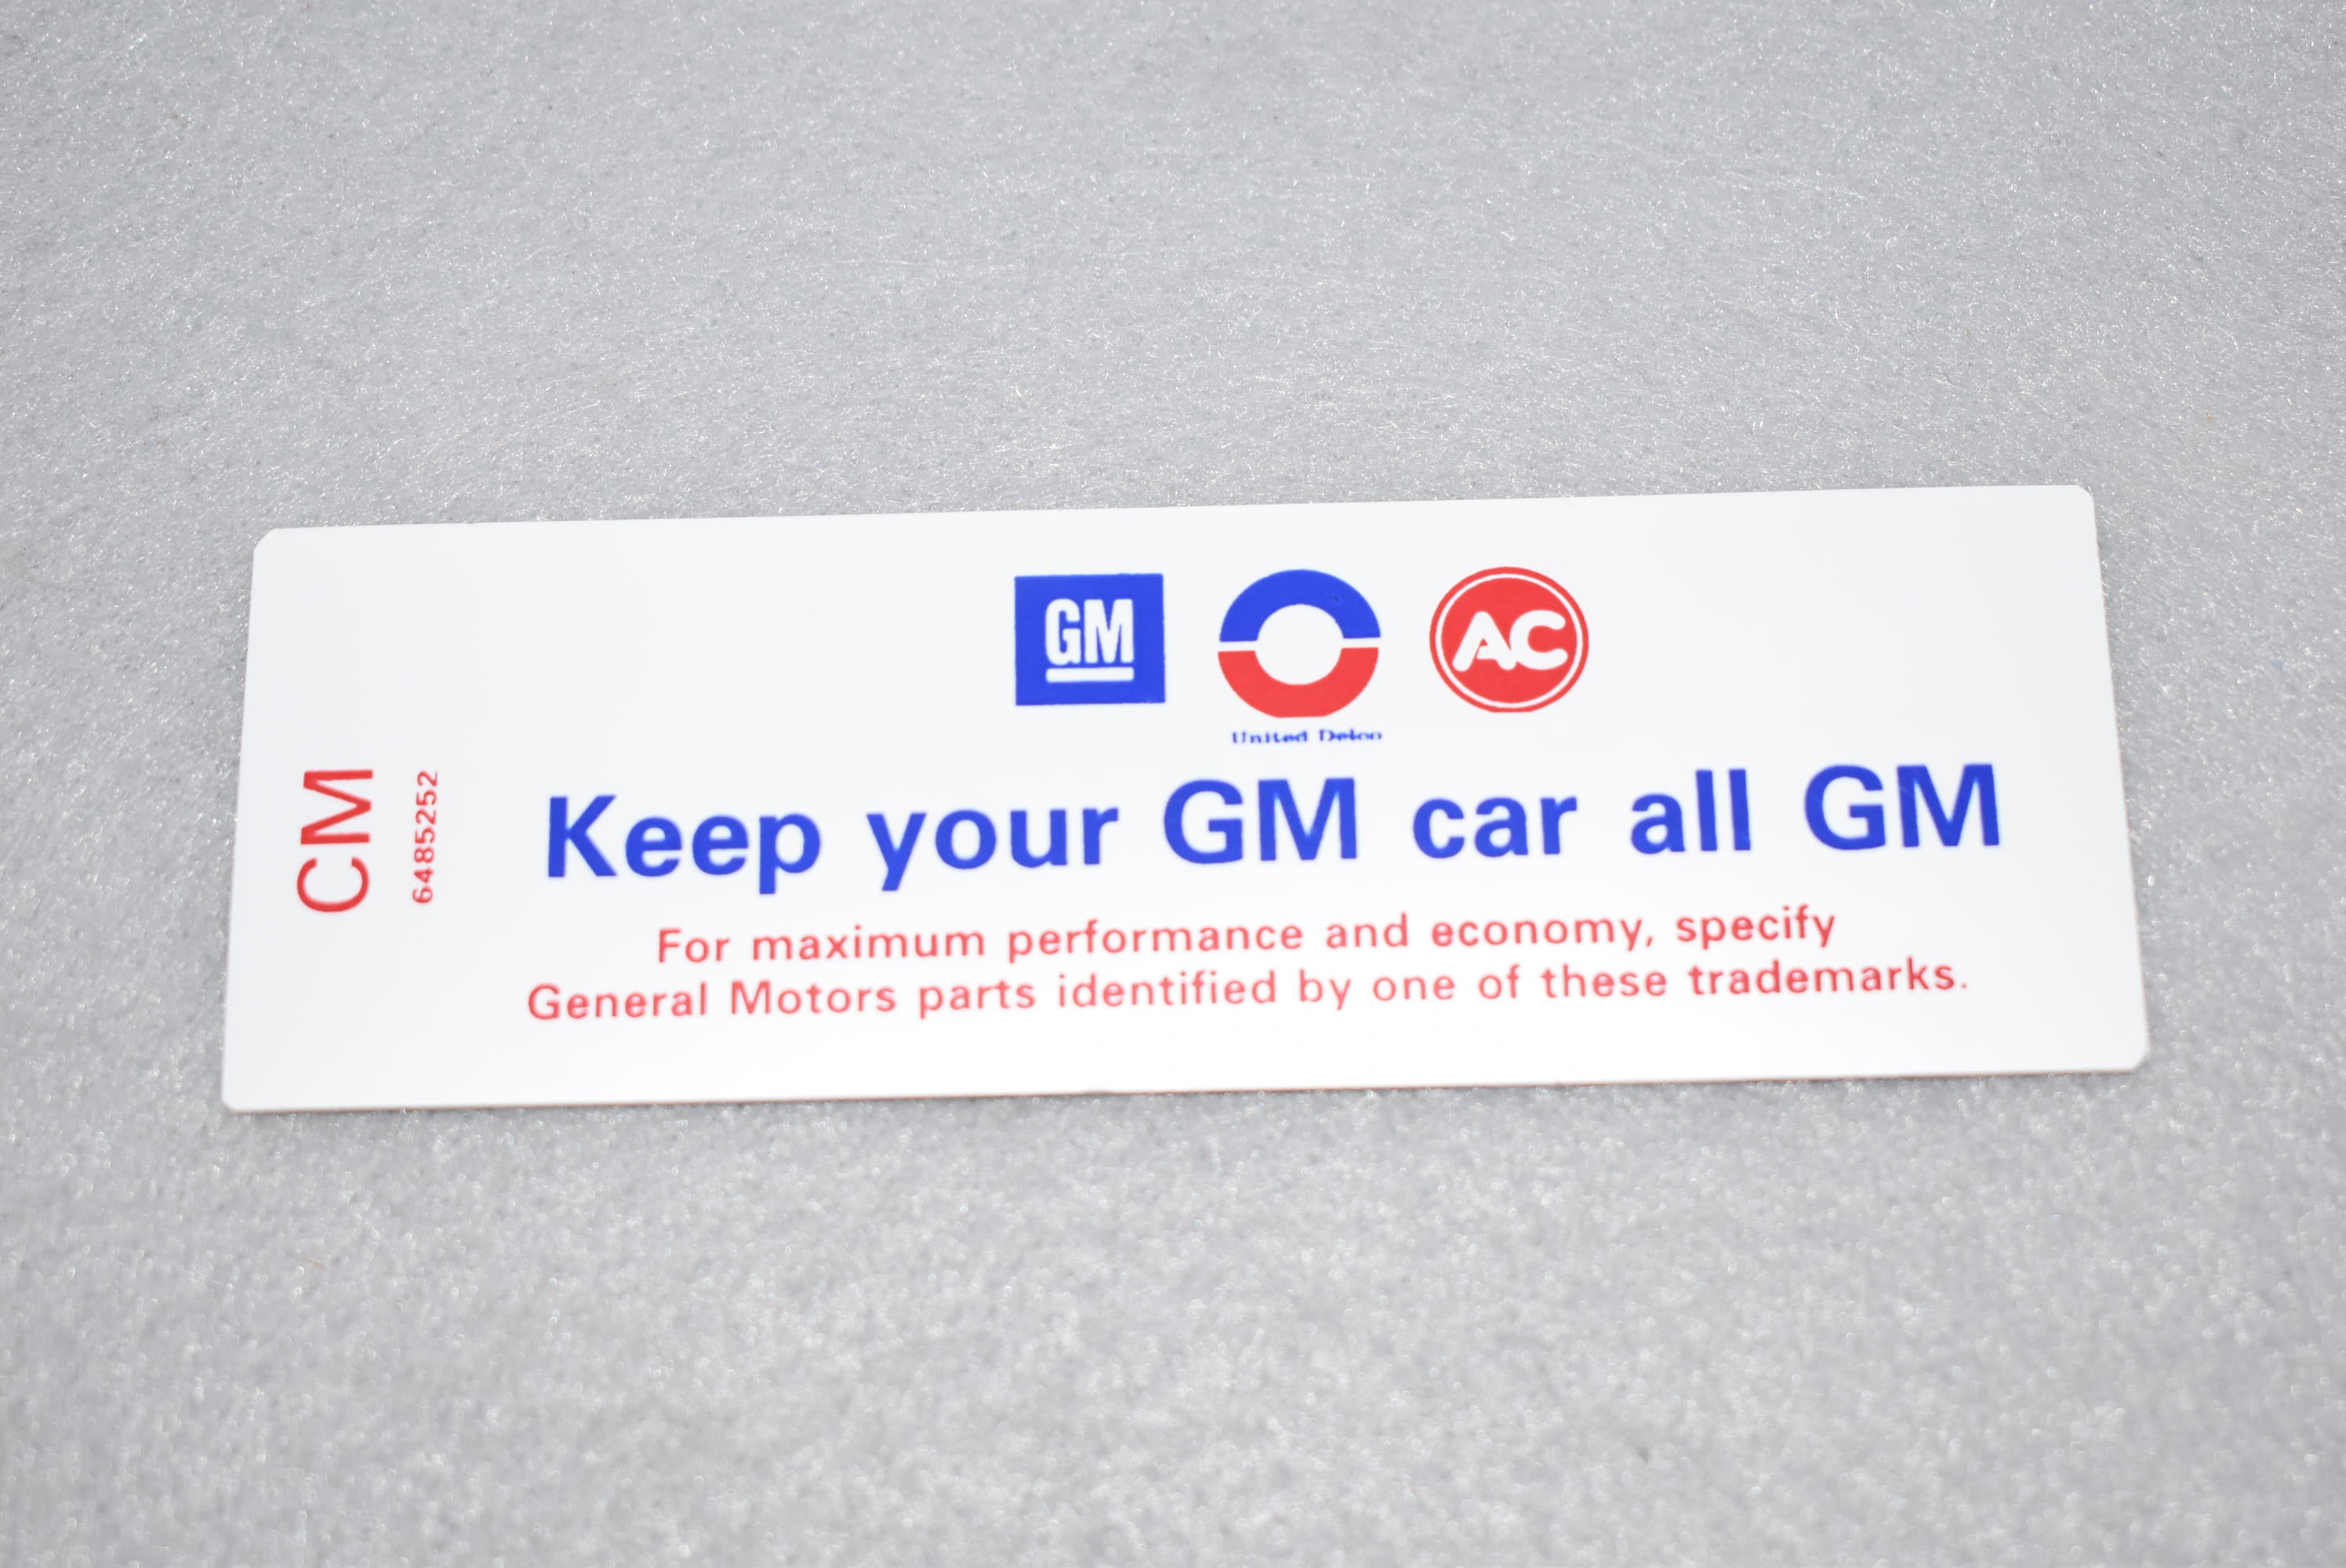 CM
6485252
GM
AC
United Delco
Keep your GM car all GM
For maximum performance and economy, specify
General Motors parts identified by one of these trademarks.